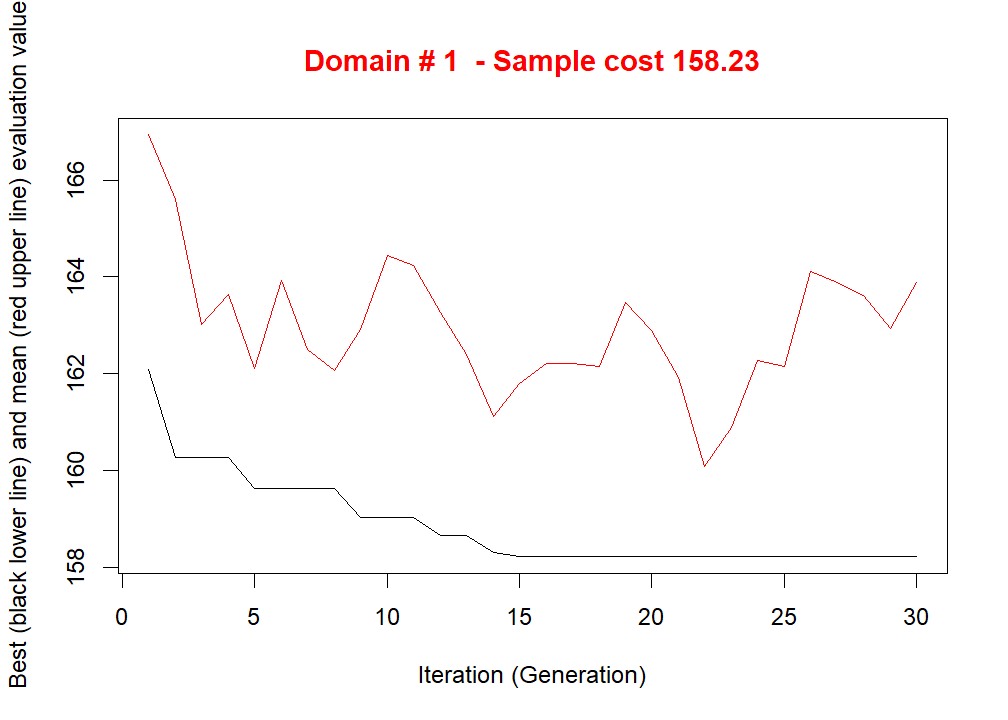 Domain # 1  - Sample cost 158.23
Best (black lower line) and mean (red upper line) evaluation value
166
164
162
160
158
0 5 10 15 20 25 30
Iteration (Generation)